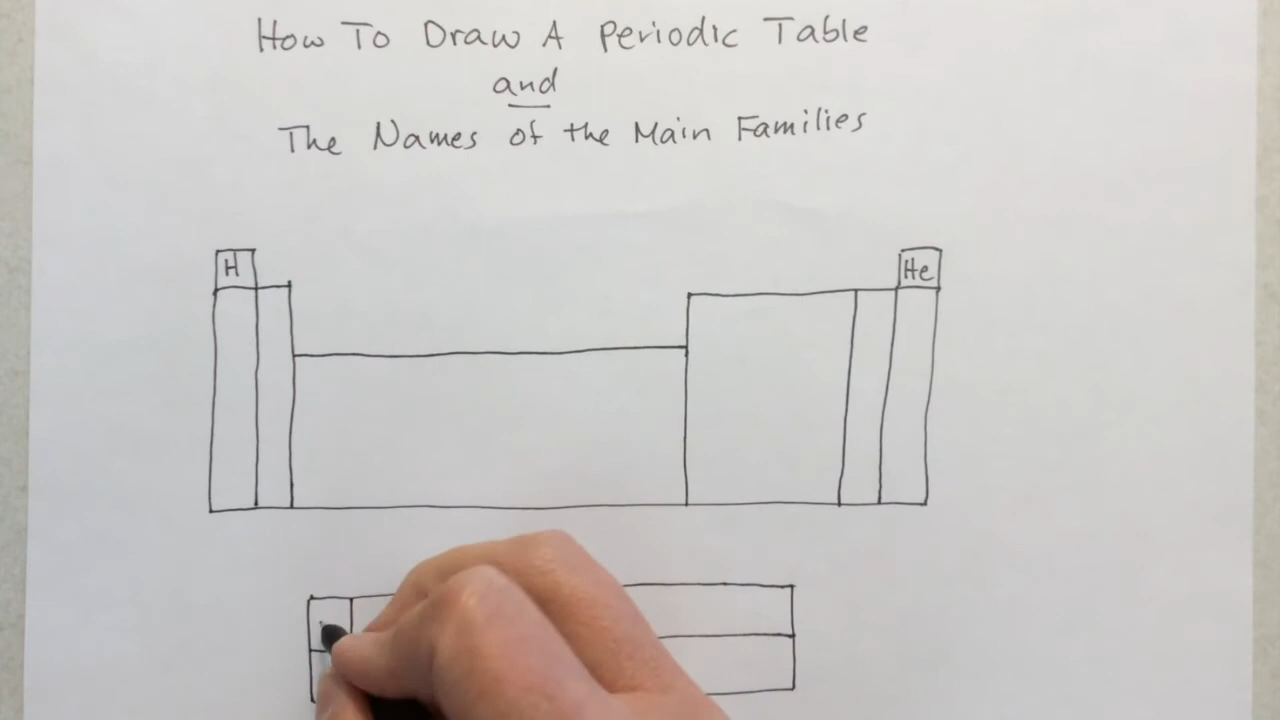 How To Draw A Periodic Table
and
The Names of the Main Families
H
He